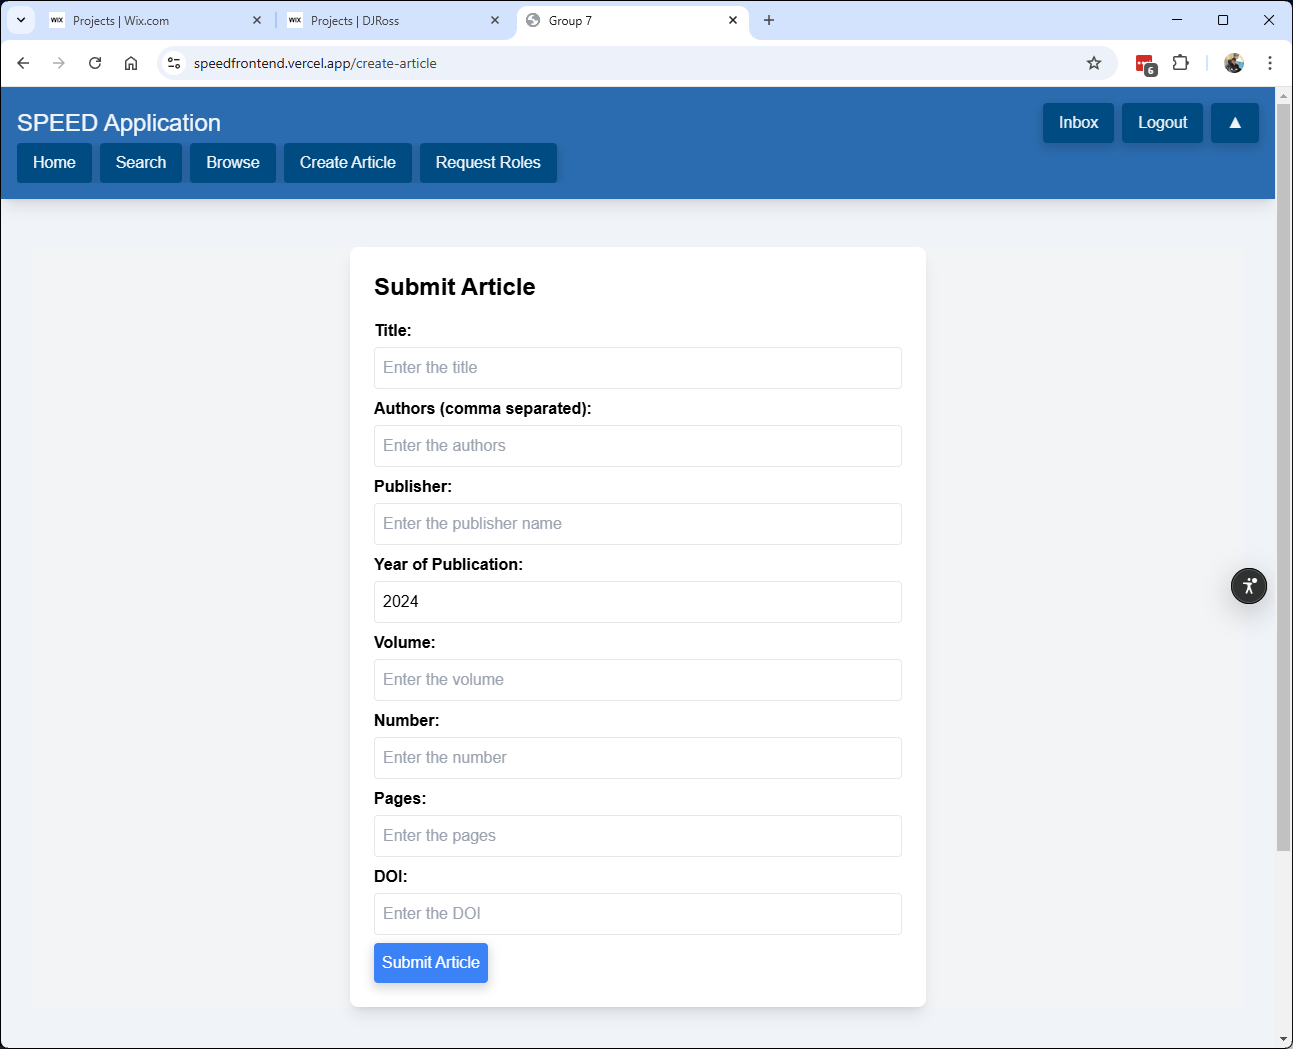 WIX Projects | Wix.com
WIX Projects | DJRoss
Group 7
speedfrontend.vercel.app/create-article
6
SPEED Application
Inbox
Logout
▲
Home
Search
Browse
Create Article
Request Roles
Submit Article
Title:
Enter the title
Authors (comma separated):
Enter the authors
Publisher:
Enter the publisher name
Year of Publication:
2024
Volume:
Enter the volume
Number:
Enter the number
Pages:
Enter the pages
DOI:
Enter the DOI
Submit Article